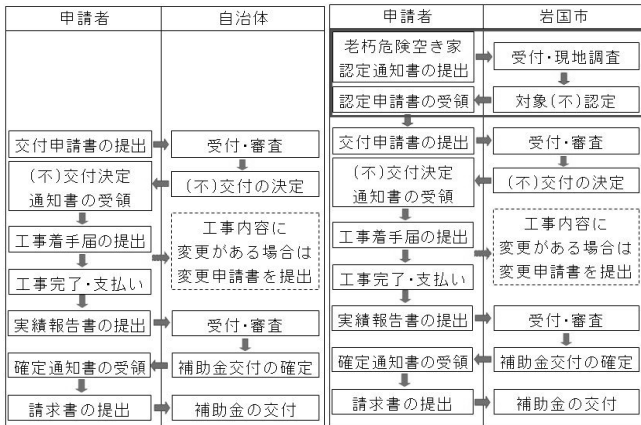 申請者
自治体
交付申請書の提出
受付・審査
(不)交付決定
通知書の受領
(不)交付の決定
工事着手届の提出
工事内容に
変更がある場合は
変更申請書を提出
工事完了・支払い
実績報告書の提出
受付・審査
確定通知書の受領
補助金交付の確定
請求書の提出
補助金の交付
申請者
岩国市
老朽危険空き家
認定通知書の提出
受付・現地調査
認定申請書の受領
対象(不)認定
交付申請書の提出
受付・審査
(不)交付決定
通知書の受領
(不)交付の決定
工事着手届の提出
工事内容に
変更がある場合は
変更申請書を提出
工事完了・支払い
実績報告書の提出
受付・審査
確定通知書の受領
補助金交付の確定
請求書の提出
補助金の交付